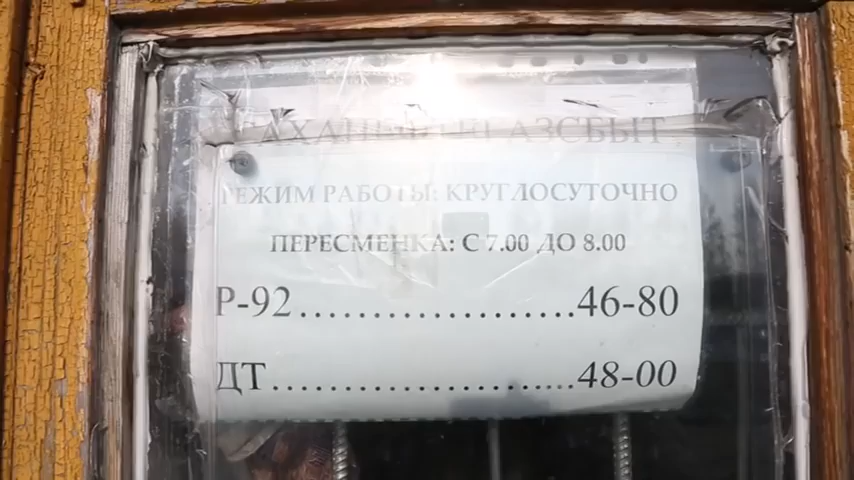 РЕЖИМ РАБОТЫ: КРУГЛОСУТОЧНО
ПЕРЕСМЕНКА: С 7.00 ДО 8.00
Р-92..................46-80
ДТ....................48-00